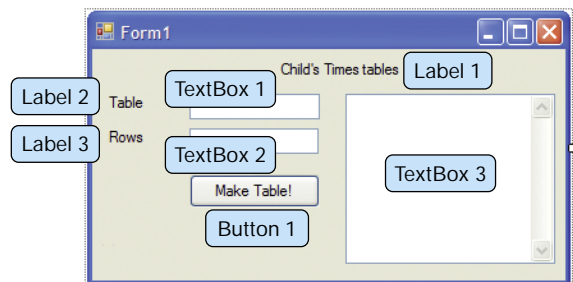 Form1
Child's Times tables Label 1
Label 2 Table TextBox 1
Label 3 Rows TextBox 2
TextBox 3
Make Table!
Button 1